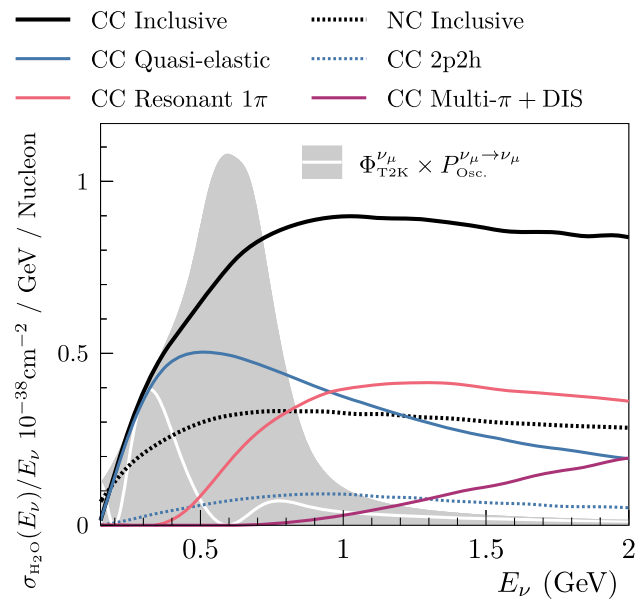 CC Inclusive
NC Inclusive
CC Quasi-elastic
CC 2p2h
CC Resonant 1π
CC Multi-π + DIS
Φ^{ν_μ}_{T2K} × P^{ν_μ→ν_μ}_{Osc.}
σ_{H₂O}(E_ν)/E_ν 10⁻³⁸cm⁻² / GeV / Nucleon
1
0.5
0
0.5
1
1.5
2
E_ν (GeV)